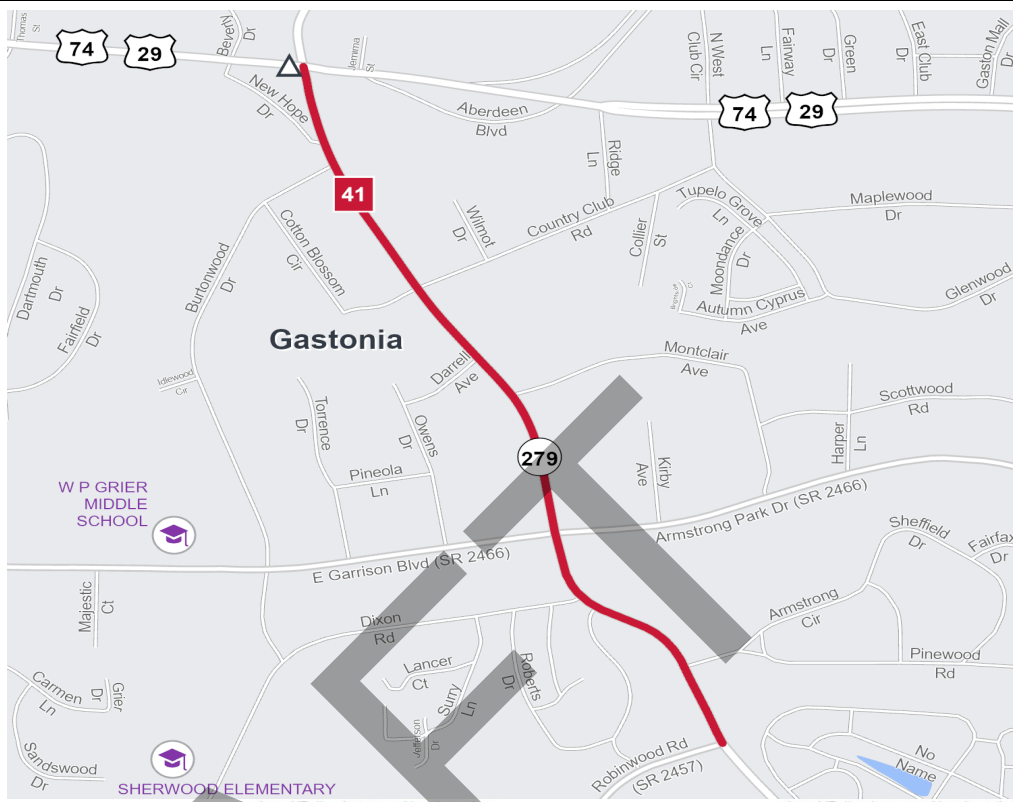 Thomas
St
74
29
Beverly
Dr
Jemma
St
New Hope
Dr
Aberdeen
Blvd
N West
Club Cir
Fairway
Ln
Green
Dr
East Club
Dr
Gaston Mall
Dr
74
29
Ridge
Ln
41
Wilmot
Dr
Country Club
Rd
Collier
St
Tupelo Grove
Ln
Maplewood
Dr
Moondance
Dr
Autumn Cyprus
Ave
Glenwood
Dr
Cotton Blossom
Cir
Burtonwood
Dr
Dartmouth
Dr
Fairfield
Dr
Gastonia
Darrell
Ave
Montclair
Ave
Idlewood
Cir
Torrence
Dr
Owens
Dr
Scottwood
Rd
Harper
Ln
279
Kirby
Ave
Pineola
Ln
W P GRIER
MIDDLE
SCHOOL
Armstrong Park Dr (SR 2466)
E Garrison Blvd (SR 2466)
Sheffield
Dr
Fairfax
Dr
Majestic
Ct
Dixon
Rd
Armstrong
Cir
Lancer
Ct
Roberts
Dr
Pinewood
Rd
Carmen
Ln
Grier
Dr
Surry
Ln
Jefferson
Dr
Sandswood
Dr
SHERWOOD ELEMENTARY
Robinwood Rd
(SR 2457)
No
Name